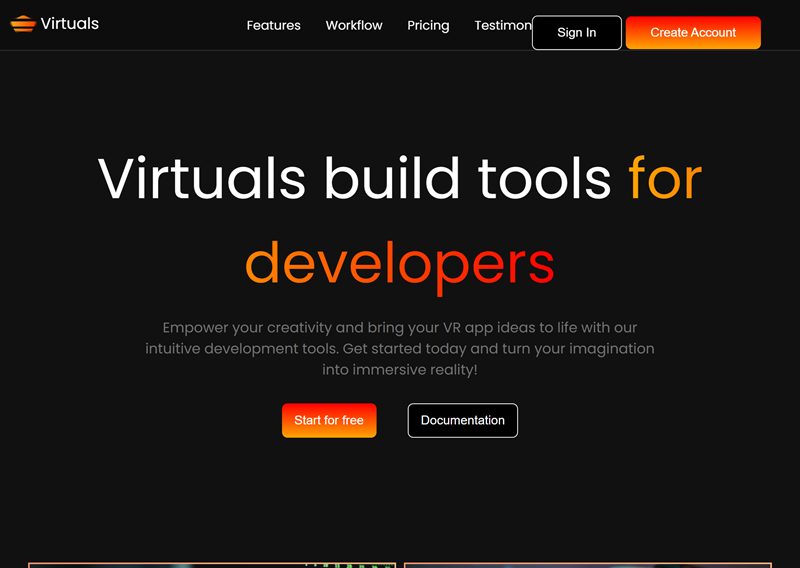 Virtuals
Features Workflow Pricing Testimon
Sign In
Create Account
Virtuals build tools for
developers
Empower your creativity and bring your VR app ideas to life with our
intuitive development tools. Get started today and turn your imagination
into immersive reality!
Start for free
Documentation